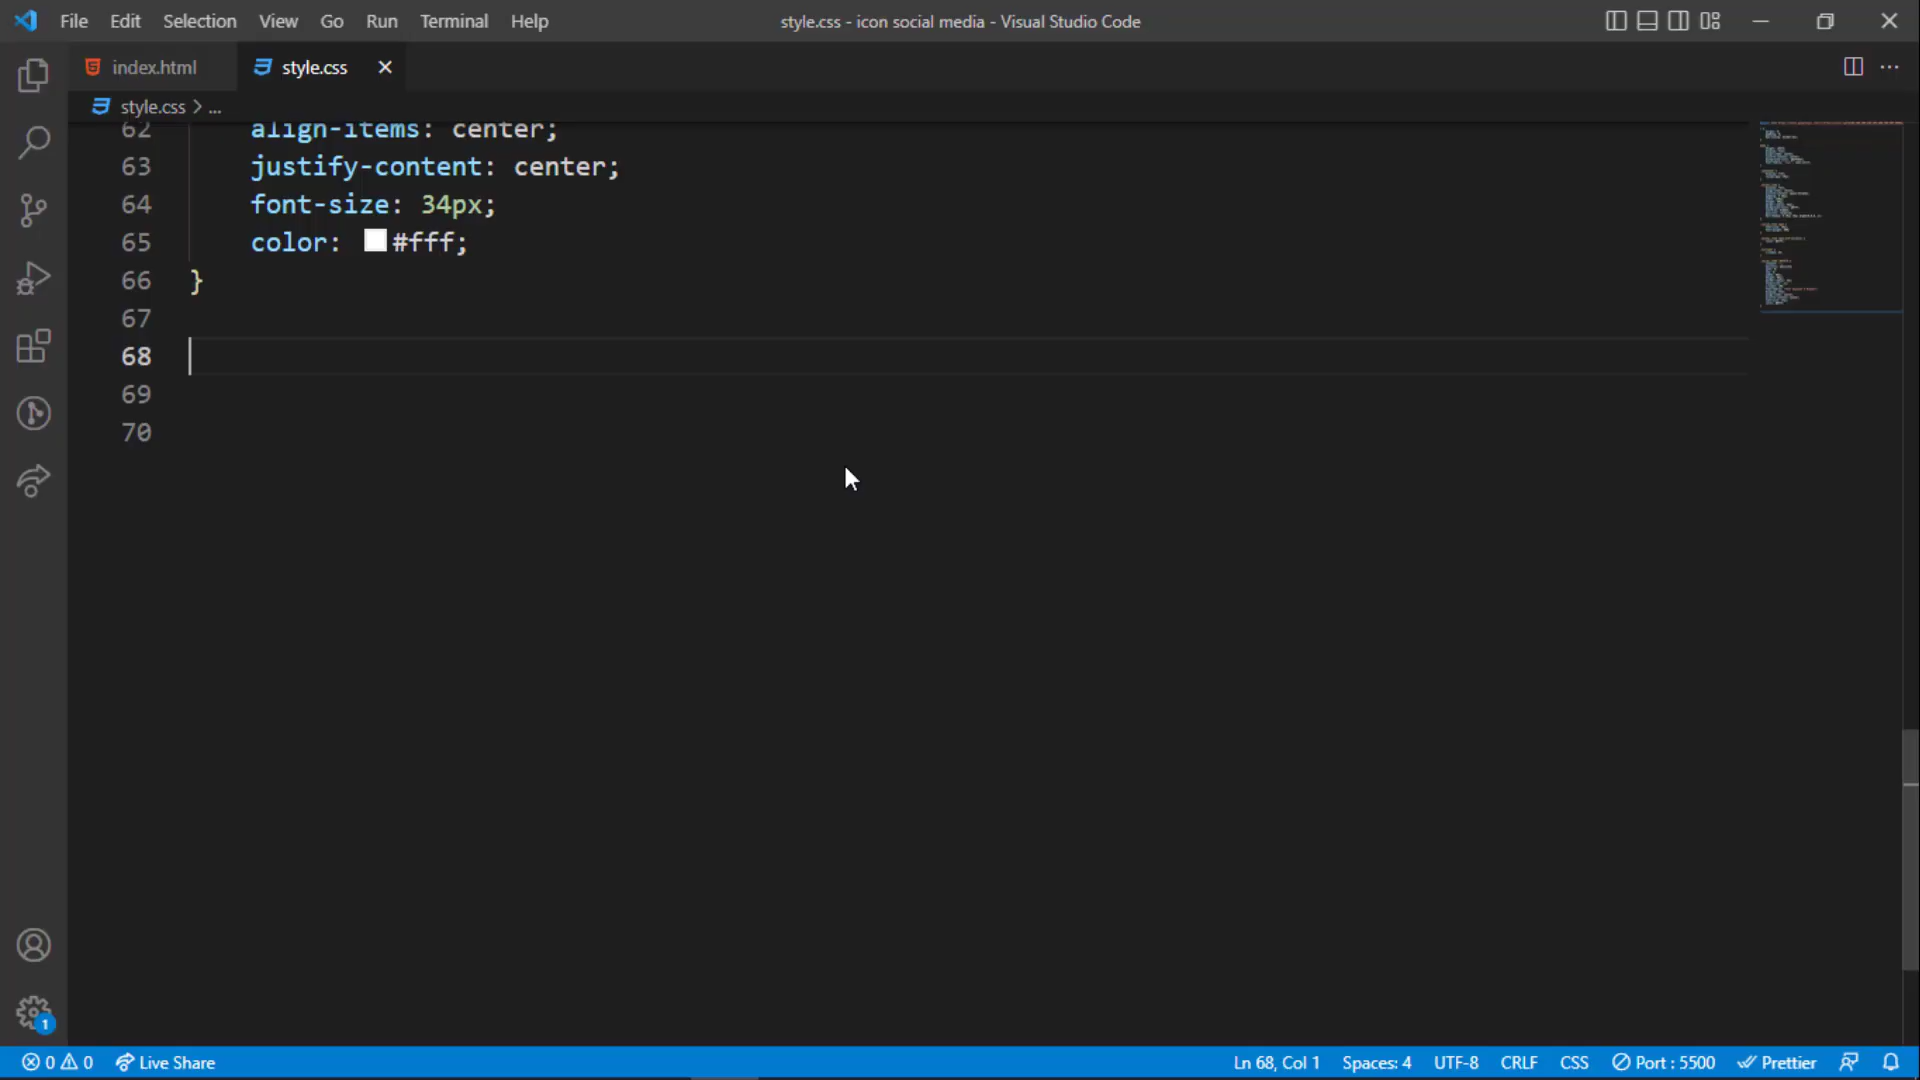 File Edit Selection View Go Run Terminal Help style.css - icon social media - Visual Studio Code
index.html style.css
style.css > ...
62 align-items: center;
63 justify-content: center;
64 font-size: 34px;
65 color: #fff;
66 }
67
68
69
70
1
0 0 Live Share Ln 68, Col 1 Spaces: 4 UTF-8 CRLF CSS Port : 5500 Prettier